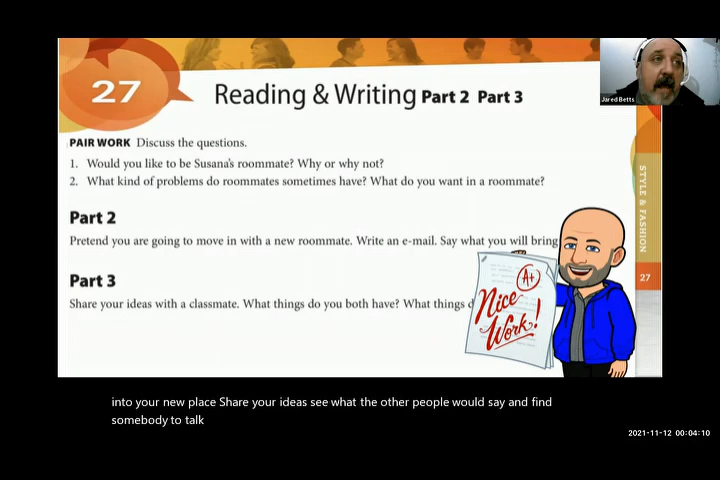 27
Reading & Writing Part 2 Part 3
Jared Betts
PAIR WORK Discuss the questions.
1. Would you like to be Susana's roommate? Why or why not?
2. What kind of problems do roommates sometimes have? What do you want in a roommate?
STYLE & FASHION
27
Part 2
Pretend you are going to move in with a new roommate. Write an e-mail. Say what you will bring
Part 3
Share your ideas with a classmate. What things do you both have? What things
A+
Nice
Work!
into your new place Share your ideas see what the other people would say and find
somebody to talk
2021-11-12 00:04:10